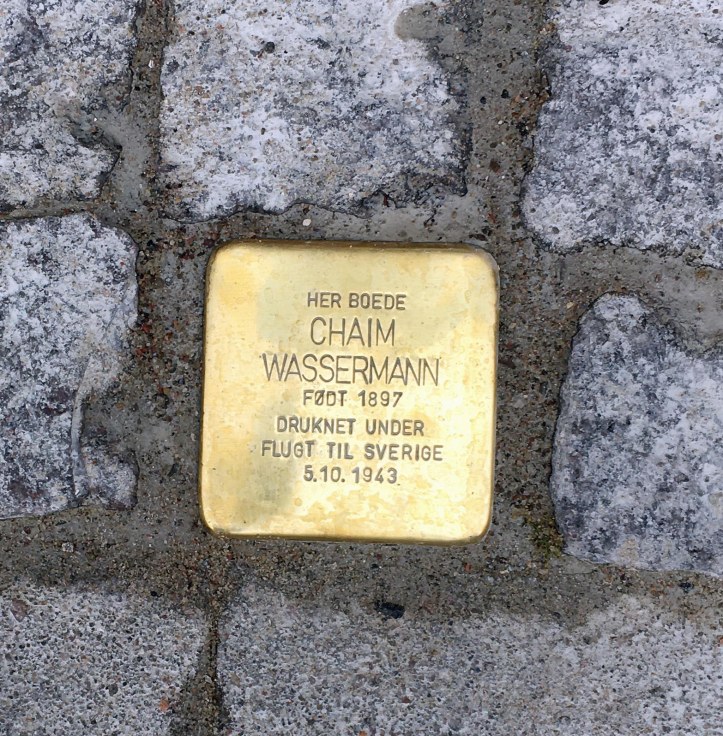 HER BOEDE
CHAIM
WASSERMANN
FØDT 1897
DRUKNET UNDER
FLUGT TIL SVERIGE
5.10.1943